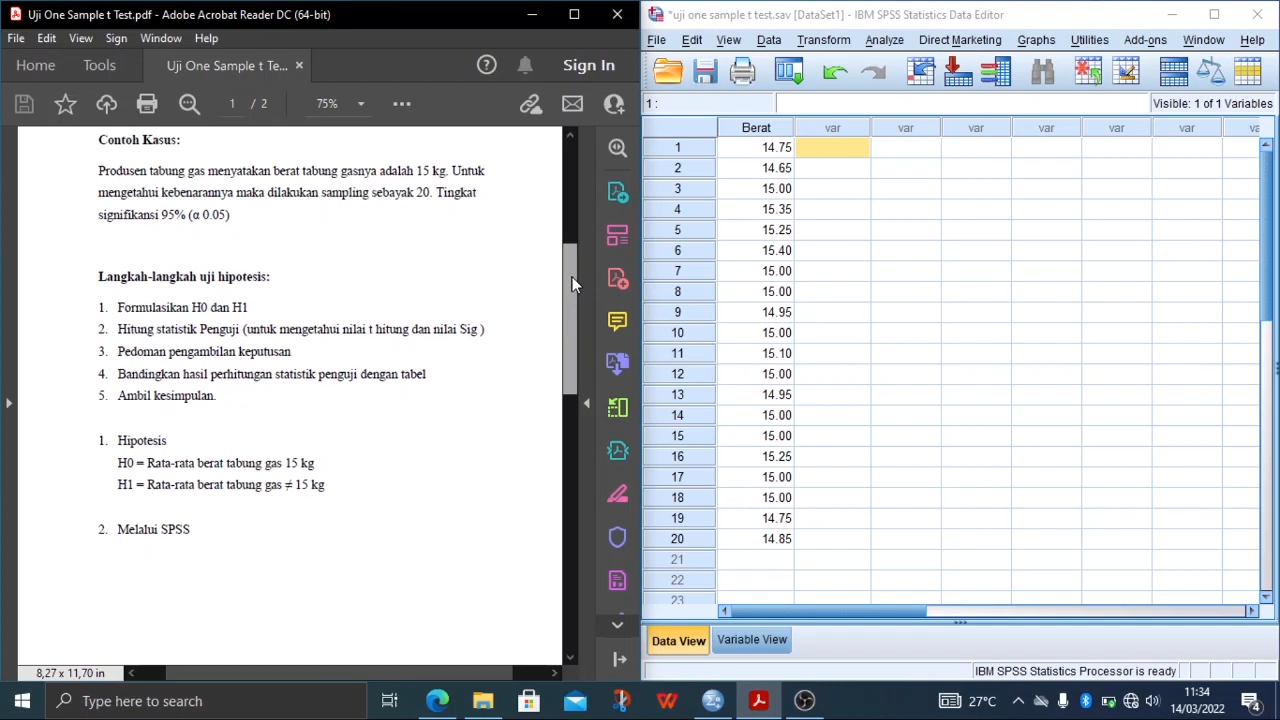 Uji One Sample t Test.pdf - Adobe Acrobat Reader DC (64-bit)
File Edit View Sign Window Help
Home Tools Uji One Sample t Te... × Sign In
1 / 2 75%
Contoh Kasus:
Produsen tabung gas menyatakan berat tabung gasnya adalah 15 kg. Untuk
mengetahui kebenarannya maka dilakukan sampling sebayak 20. Tingkat
signifikansi 95% (α 0.05)
Langkah-langkah uji hipotesis:
1. Formulasikan H0 dan H1
2. Hitung statistik Penguji (untuk mengetahui nilai t hitung dan nilai Sig )
3. Pedoman pengambilan keputusan
4. Bandingkan hasil perhitungan statistik penguji dengan tabel
5. Ambil kesimpulan.
1. Hipotesis
H0 = Rata-rata berat tabung gas 15 kg
H1 = Rata-rata berat tabung gas ≠ 15 kg
2. Melalui SPSS
8,27 x 11,70 in
*uji one sample t test.sav [DataSet1] - IBM SPSS Statistics Data Editor
File Edit View Data Transform Analyze Direct Marketing Graphs Utilities Add-ons Window Help
1 : Visible: 1 of 1 Variables
Berat var var var var var var va
1 14.75
2 14.65
3 15.00
4 15.35
5 15.25
6 15.40
7 15.00
8 15.00
9 14.95
10 15.00
11 15.10
12 15.00
13 14.95
14 15.00
15 15.00
16 15.25
17 15.00
18 15.00
19 14.75
20 14.85
21
22
23
Data View Variable View
IBM SPSS Statistics Processor is ready
Type here to search
27°C
11:34
14/03/2022
4